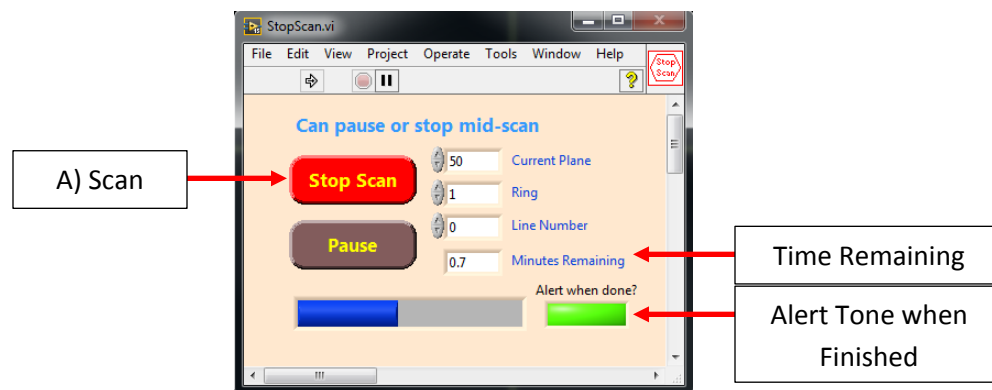 StopScan.vi
File Edit View Project Operate Tools Window Help
Stop
Scan
?
Can pause or stop mid-scan
A) Scan
Stop Scan
50 Current Plane
1 Ring
0 Line Number
Pause
0.7 Minutes Remaining
Time Remaining
Alert when done?
Alert Tone when
Finished